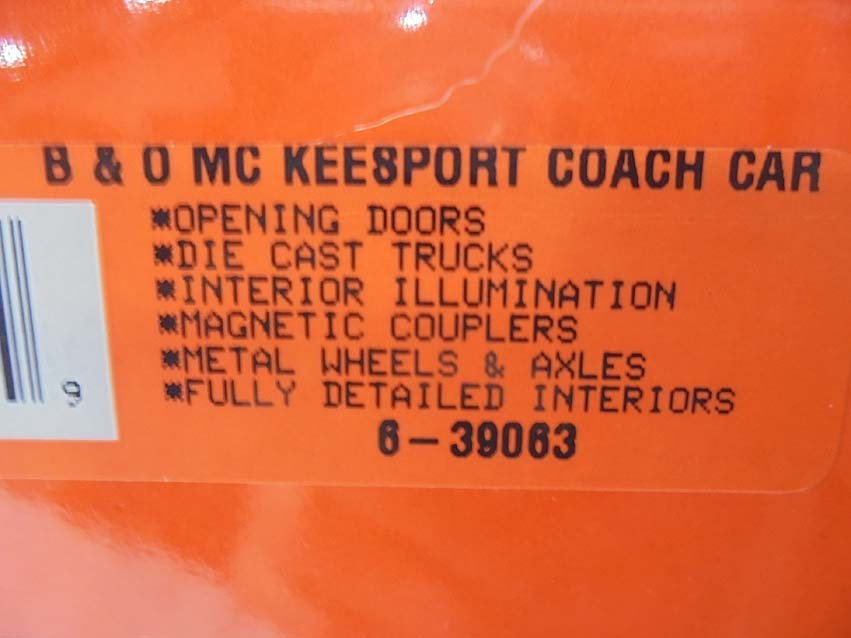 B & O MC KEESPORT COACH CAR
*OPENING DOORS
*DIE CAST TRUCKS
*INTERIOR ILLUMINATION
*MAGNETIC COUPLERS
*METAL WHEELS & AXLES
*FULLY DETAILED INTERIORS
6-39063
9